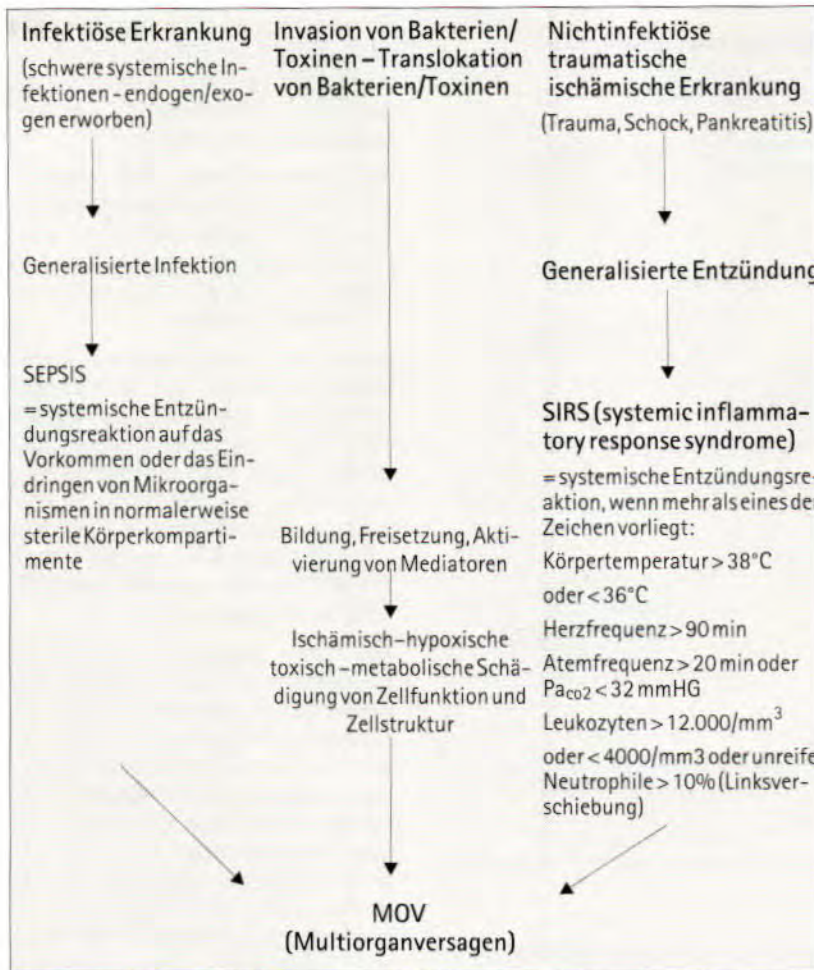 Infektiöse Erkrankung
(schwere systemische In-
fektionen - endogen/exo-
gen erworben)
Generalisierte Infektion
SEPSIS
= systemische Entzün-
dungsreaktion auf das
Vorkommen oder das Ein-
dringen von Mikroorga-
nismen in normalerweise
sterile Körperkomparti-
mente
Invasion von Bakterien/
Toxinen – Translokation
von Bakterien/Toxinen
Bildung, Freisetzung, Akti-
vierung von Mediatoren
Ischämisch-hypoxische
toxisch-metabolische Schä-
digung von Zellfunktion und
Zellstruktur
Nichtinfektiöse
traumatische
ischämische Erkrankung
(Trauma, Schock, Pankreatitis)
Generalisierte Entzündung
SIRS (systemic inflamma-
tory response syndrome)
= systemische Entzündungsre-
aktion, wenn mehr als eines de
Zeichen vorliegt:
Körpertemperatur > 38°C
oder < 36°C
Herzfrequenz > 90 min
Atemfrequenz > 20 min oder
Paco2 < 32 mmHG
Leukozyten > 12.000/mm³
oder < 4000/mm3 oder unreife
Neutrophile > 10% (Linksver-
schiebung)
MOV
(Multiorganversagen)